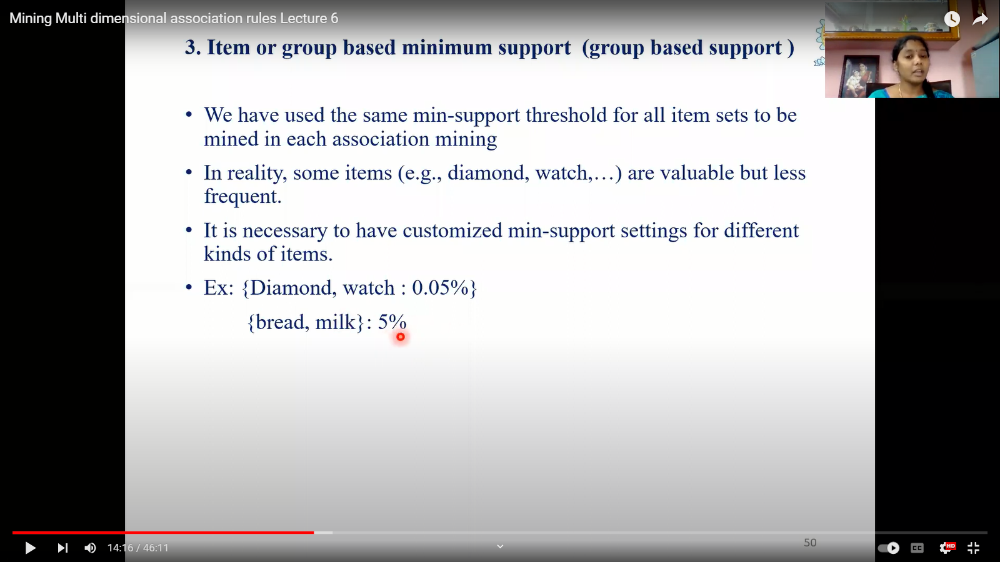 Mining Multi dimensional association rules Lecture 6
3. Item or group based minimum support (group based support )
• We have used the same min-support threshold for all item sets to be
mined in each association mining
• In reality, some items (e.g., diamond, watch,…) are valuable but less
frequent.
• It is necessary to have customized min-support settings for different
kinds of items.
• Ex: {Diamond, watch : 0.05%}
{bread, milk}: 5%
50
14:16 / 46:11
CC
HD